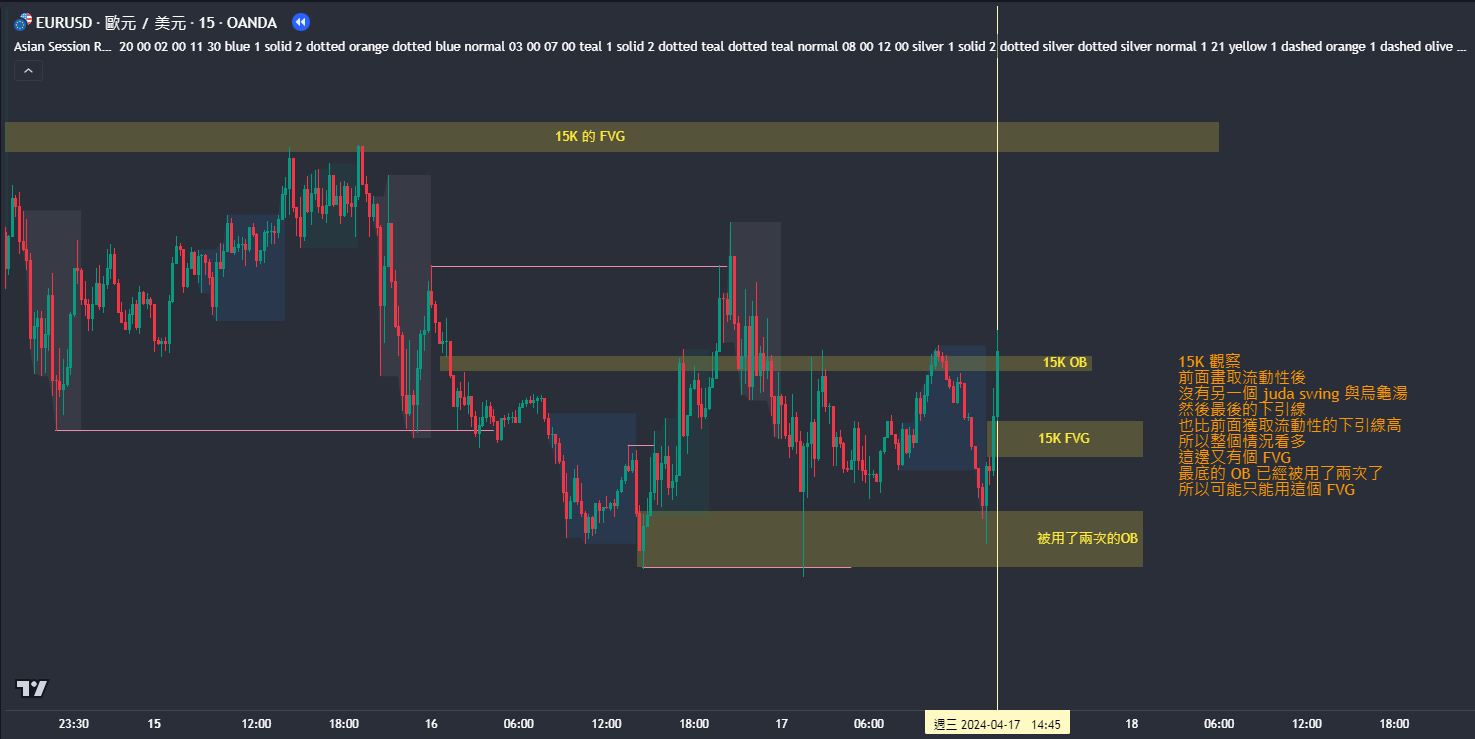 EURUSD · 歐元 / 美元 · 15 · OANDA
Asian Session R... 20 00 02 00 11 30 blue 1 solid 2 dotted orange dotted blue normal 03 00 07 00 teal 1 solid 2 dotted teal dotted teal normal 08 00 12 00 silver 1 solid 2 dotted silver dotted silver normal 1 21 yellow 1 dashed orange 1 dashed olive ...
15K 的 FVG
15K OB
15K 觀察
前面畫取流動性後
沒有另一個 juda swing 與烏龜湯
然後最後的下引線
也比前面獲取流動性的下引線高
所以整個情況看多
這邊又有個 FVG
最底的 OB 已經被用了兩次了
所以可能只能用這個 FVG
15K FVG
被用了兩次的OB
23:30 15 12:00 18:00 16 06:00 12:00 18:00 17 06:00 週三 2024-04-17 14:45 18 06:00 12:00 18:00